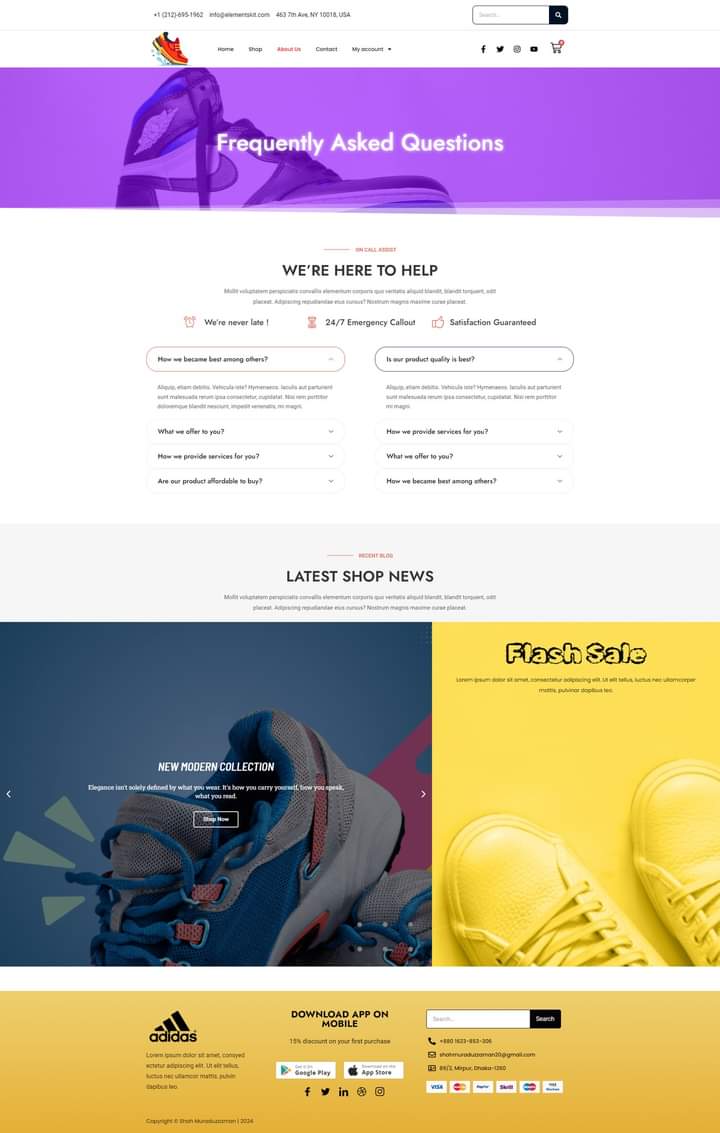 +1 (212)-695-1962 info@elementskit.com 463 7th Ave, NY 10018, USA
Search...
Home Shop About Us Contact My account
0
Frequently Asked Questions
ON CALL ASSIST
WE'RE HERE TO HELP
Mollit voluptatem perspiciatis convallis elementum corporis quo veritatis aliquid blandit, blandit torquent, odit
placeat. Adipiscing repudiandae eius cursus? Nostrum magnis maxime curae placeat.
We're never late !
24/7 Emergency Callout
Satisfaction Guaranteed
How we became best among others?
Is our product quality is best?
Aliquip, etiam debitis. Vehicula iste? Hymenaeos. Iaculis aut parturient
sunt malesuada rerum ipsa consectetur, cupidatat. Nisi rem porttitor
doloremque blandit nesciunt, impedit venenatis, mi magni.
Aliquip, etiam debitis. Vehicula iste? Hymenaeos. Iaculis aut parturient
sunt malesuada rerum ipsa consectetur, cupidatat. Nisi rem porttitor
mi magni.
What we offer to you?
How we provide services for you?
How we provide services for you?
What we offer to you?
Are our product affordable to buy?
How we became best among others?
RECENT BLOG
LATEST SHOP NEWS
Mollit voluptatem perspiciatis convallis elementum corporis quo veritatis aliquid blandit, blandit torquent, odit
placeat. Adipiscing repudiandae eius cursus? Nostrum magnis maxime curae placeat.
NEW MODERN COLLECTION
Elegance isn't solely defined by what you wear. It's how you carry yourself, how you speak,
what you read.
Shop Now
Flash Sale
Lorem ipsum dolor sit amet, consectetur adipiscing elit. Ut elit tellus, luctus nec ullamcorper
mattis, pulvinar dapibus leo.
adidas
Lorem ipsum dolor sit amet, consyed
ectetur adipiscing elit. Ut elit tellus,
luctus nec ullamcorr mattis, pulvin
dapibus leo.
DOWNLOAD APP ON
MOBILE
15% discount on your first purchase
Get it On
Google Play
Download on the
App Store
Search...
Search
+880 1623-853-306
shahmuraduzzaman20@gmail.com
89/3, Mirpur, Dhaka-1260
VISA
PayPal
Skrill
Copyright © Shah Muraduzzaman | 2024